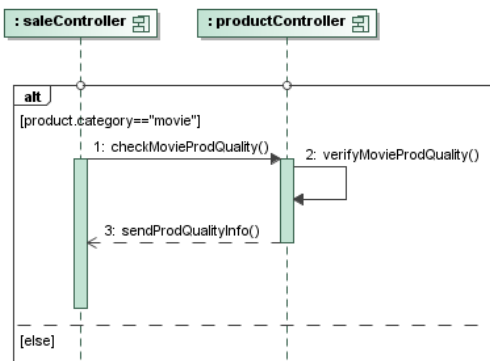 : saleController
: productController
alt
[product.category=="movie"]
1: checkMovieProdQuality()
2: verifyMovieProdQuality()
3: sendProdQualityInfo()
[else]